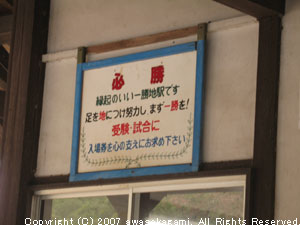 必勝
縁起のいい一勝地駅です
足を地につけ努力しまず一勝を!
受験・試合に
入場券を心の支えにお求め下さい
Copyright (C) 2007 awasakagami. All Rights Reserved.